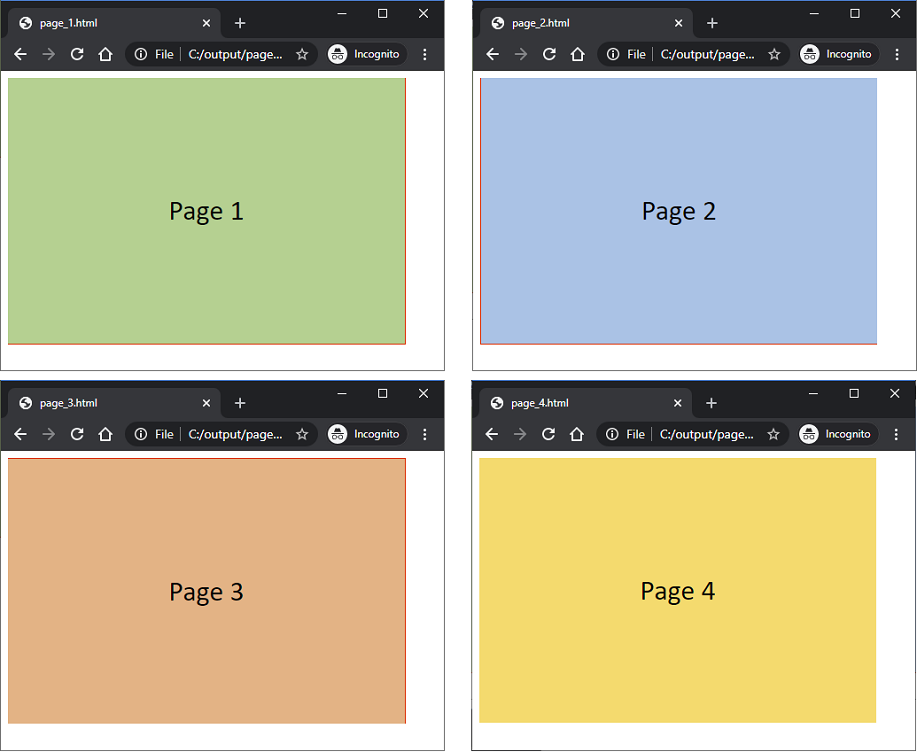 page_1.html
File C:/output/page... Incognito
Page 1
page_2.html
File C:/output/page... Incognito
Page 2
page_3.html
File C:/output/page... Incognito
Page 3
page_4.html
File C:/output/page... Incognito
Page 4